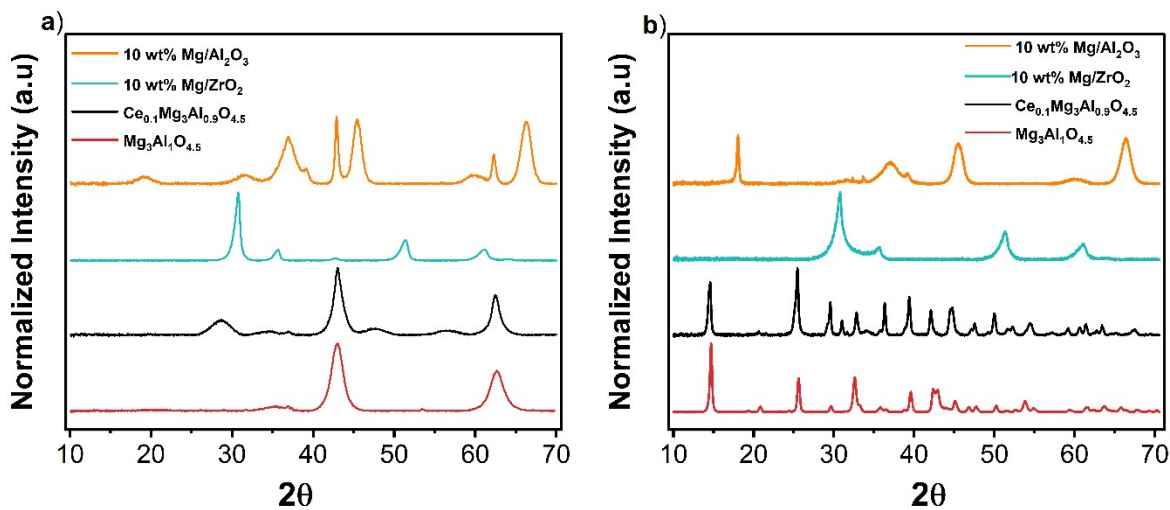 a)
Normalized Intensity (a.u)
10 wt% Mg/Al₂O₃
10 wt% Mg/ZrO₂
Ce₀.₁Mg₃Al₀.₉O₄.₅
Mg₃Al₁O₄.₅
10 20 30 40 50 60 70
2θ
b)
Normalized Intensity (a.u)
10 wt% Mg/Al₂O₃
10 wt% Mg/ZrO₂
Ce₀.₁Mg₃Al₀.₉O₄.₅
Mg₃Al₁O₄.₅
10 20 30 40 50 60 70
2θ